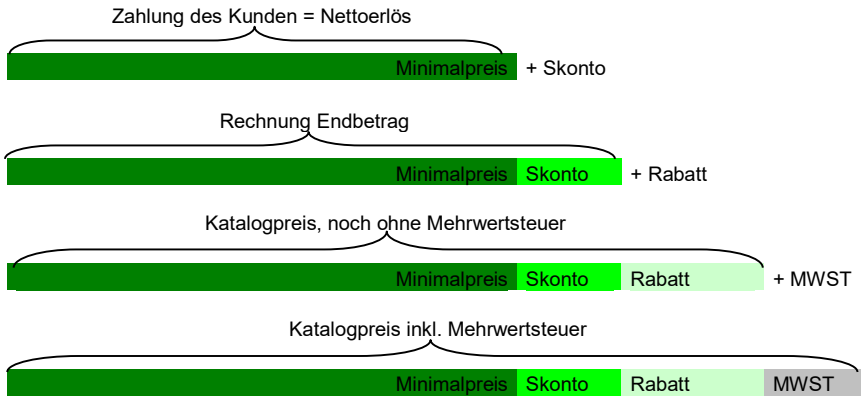 Zahlung des Kunden = Nettoerlös
Minimalpreis + Skonto
Rechnung Endbetrag
Minimalpreis Skonto + Rabatt
Katalogpreis, noch ohne Mehrwertsteuer
Minimalpreis Skonto Rabatt + MWST
Katalogpreis inkl. Mehrwertsteuer
Minimalpreis Skonto Rabatt MWST